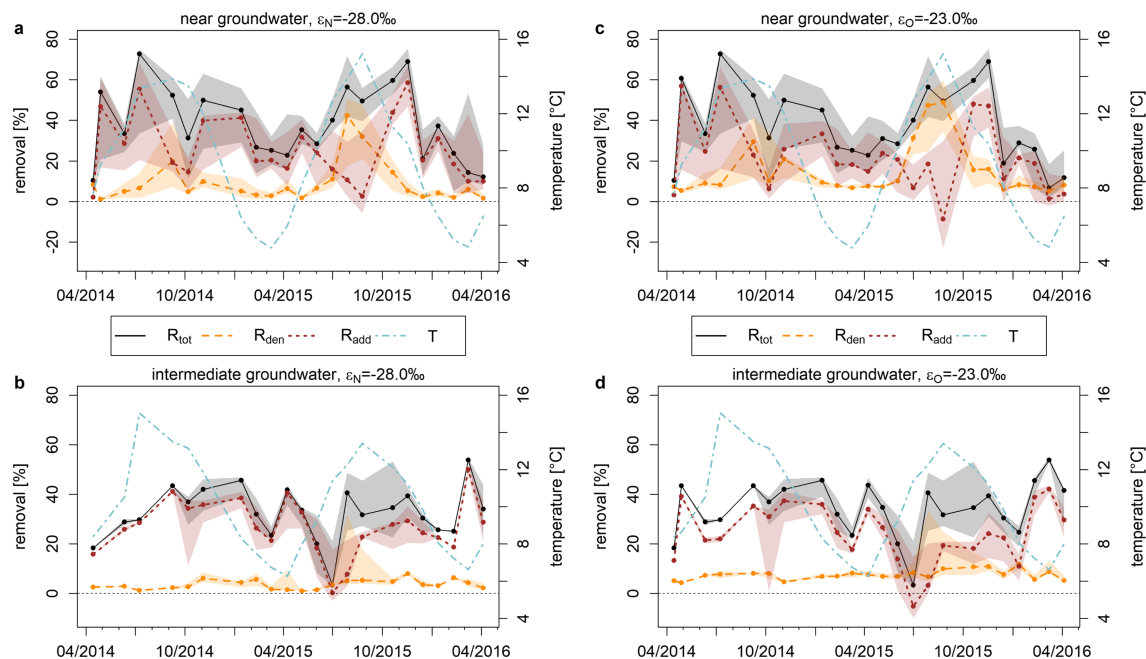 a near groundwater, εN=-28.0‰
80
60
40
20
0
-20
removal [%]
16
12
8
4
temperature [°C]
04/2014 10/2014 04/2015 10/2015 04/2016
c near groundwater, εO=-23.0‰
80
60
40
20
0
-20
removal [%]
16
12
8
4
temperature [°C]
04/2014 10/2014 04/2015 10/2015 04/2016
Rtot Rden Radd T
Rtot Rden Radd T
b intermediate groundwater, εN=-28.0‰
80
60
40
20
0
removal [%]
16
12
8
4
temperature [°C]
04/2014 10/2014 04/2015 10/2015 04/2016
d intermediate groundwater, εO=-23.0‰
80
60
40
20
0
removal [%]
16
12
8
4
temperature [°C]
04/2014 10/2014 04/2015 10/2015 04/2016